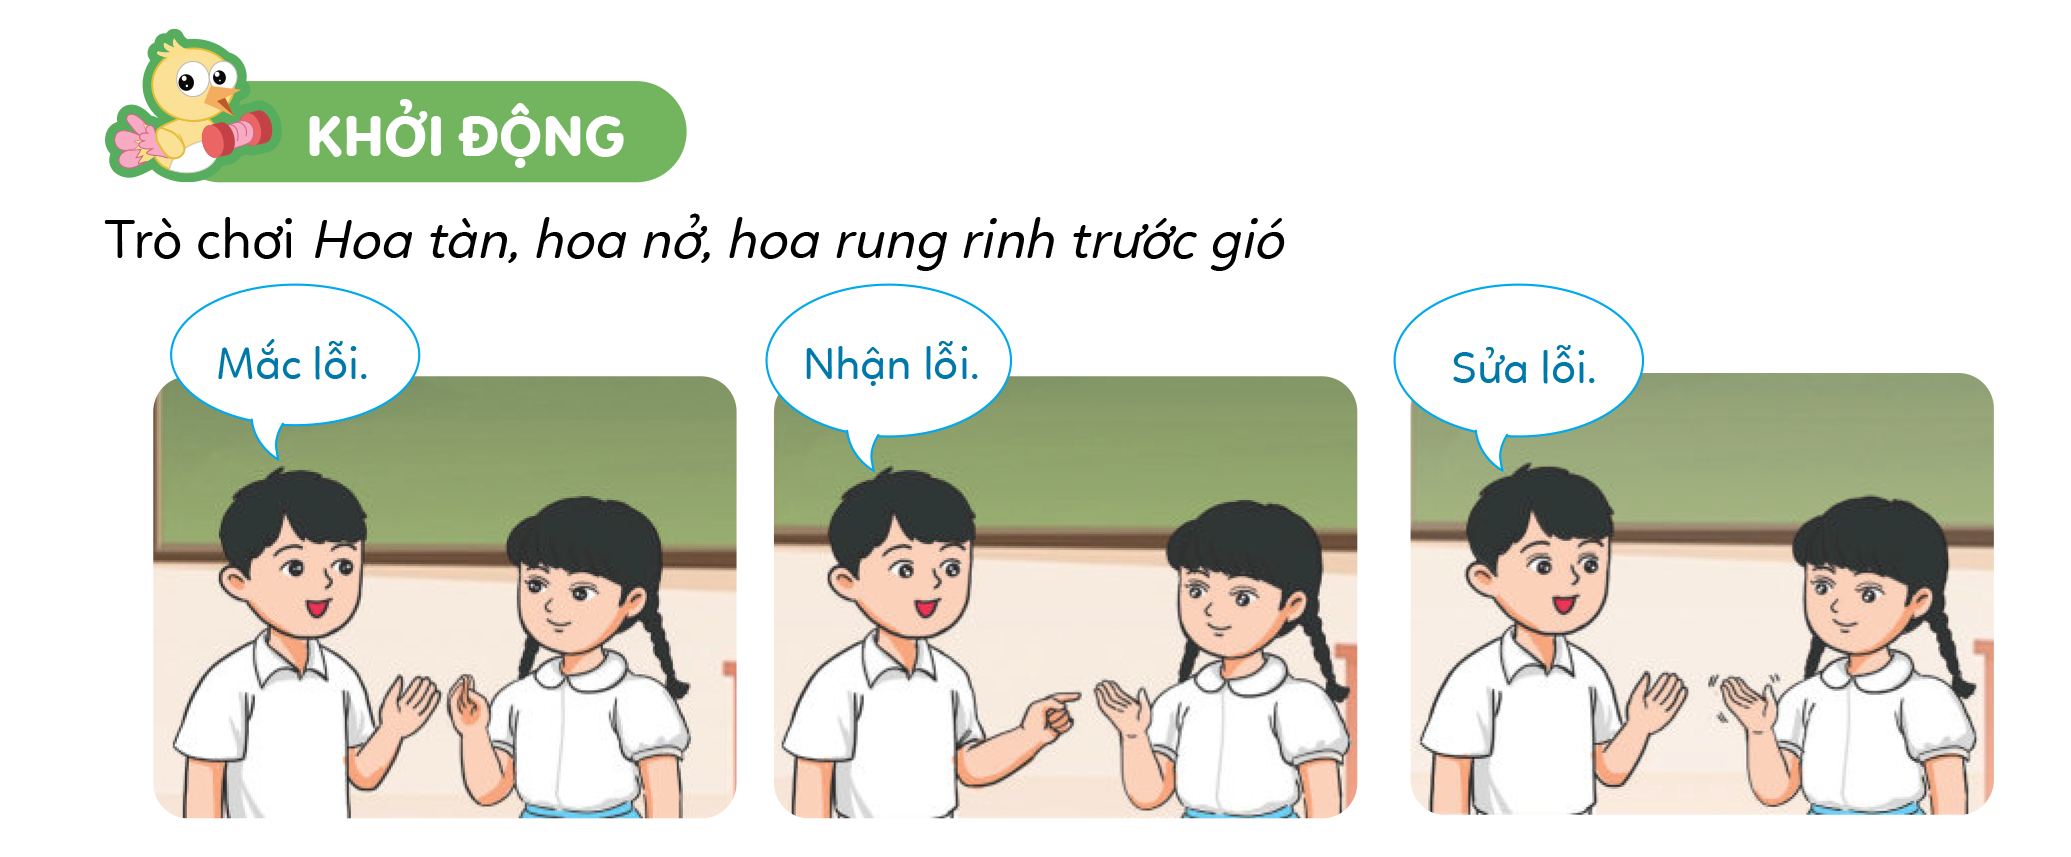 KHỞI ĐỘNG
Trò chơi Hoa tàn, hoa nở, hoa rung rinh trước gió
Mắc lỗi.
Nhận lỗi.
Sửa lỗi.